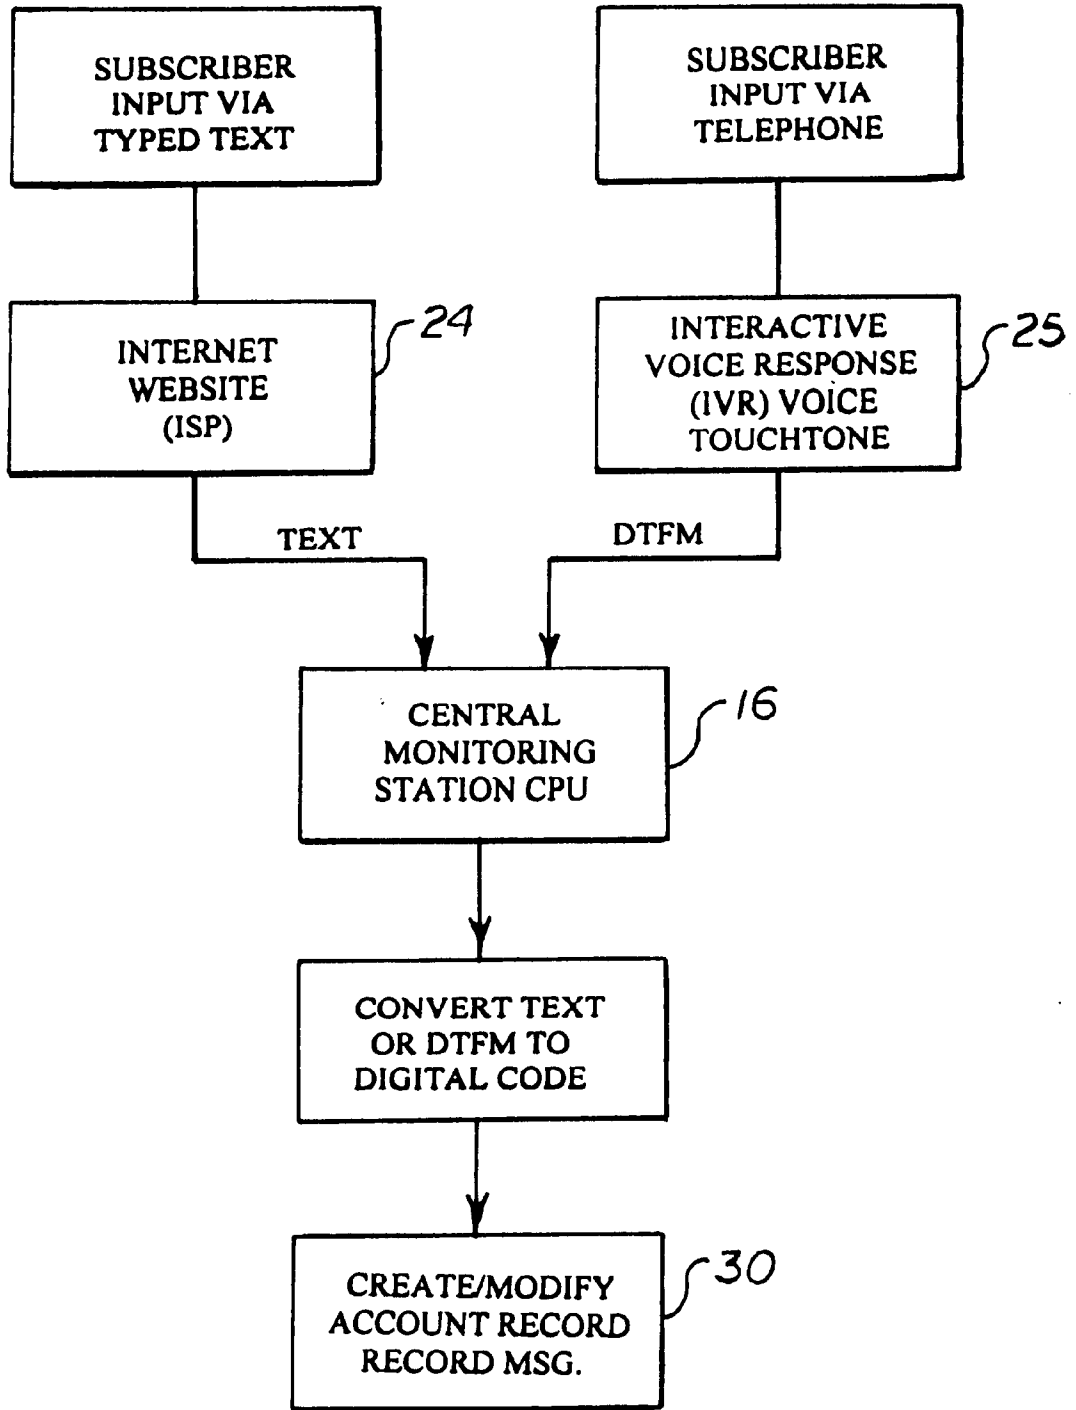 SUBSCRIBER
INPUT VIA
TYPED TEXT
SUBSCRIBER
INPUT VIA
TELEPHONE
INTERNET
WEBSITE
(ISP)
24
INTERACTIVE
VOICE RESPONSE
(IVR) VOICE
TOUCHTONE
25
TEXT
DTFM
CENTRAL
MONITORING
STATION CPU
16
CONVERT TEXT
OR DTFM TO
DIGITAL CODE
CREATE/MODIFY
ACCOUNT RECORD
RECORD MSG.
30